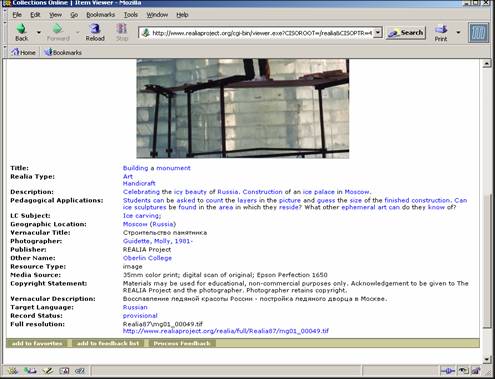 Collections Online | Item Viewer - Mozilla
File Edit View Go Bookmarks Tools Window Help
Back Forward Reload Stop http://www.realiaproject.org/cgi-bin/viewer.exe?CISOROOT=/realia&CISOPTR=4 Search Print
Home Bookmarks
Title: Building a monument
Realia Type: Art
Handicraft
Description: Celebrating the icy beauty of Russia. Construction of an ice palace in Moscow.
Pedagogical Applications: Students can be asked to count the layers in the picture and guess the size of the finished construction. Can
ice sculptures be found in the area in which they reside? What other ephemeral art can do they know of?
LC Subject: Ice carving;
Geographic Location: Moscow (Russia)
Vernacular Title: Строительство памятника
Photographer: Guidette, Molly, 1981-
Publisher: REALIA Project
Other Name: Oberlin College
Resource Type: image
Media Source: 35mm color print; digital scan of original; Epson Perfection 1650
Copyright Statement: Materials may be used for educational, non-commercial purposes only. Acknowledgement to be given to The
REALIA Project and the photographer. Photographer retains copyright.
Vernacular Description: Восславление ледяной красоты России - постройка ледяного дворца в Москве.
Target Language: Russian
Record Status: provisional
Full resolution: Realia87\mg01_00049.tif
http://www.realiaproject.org/realia/full/Realia87/mg01_00049.tif
add to favorites add to feedback list Process Feedback